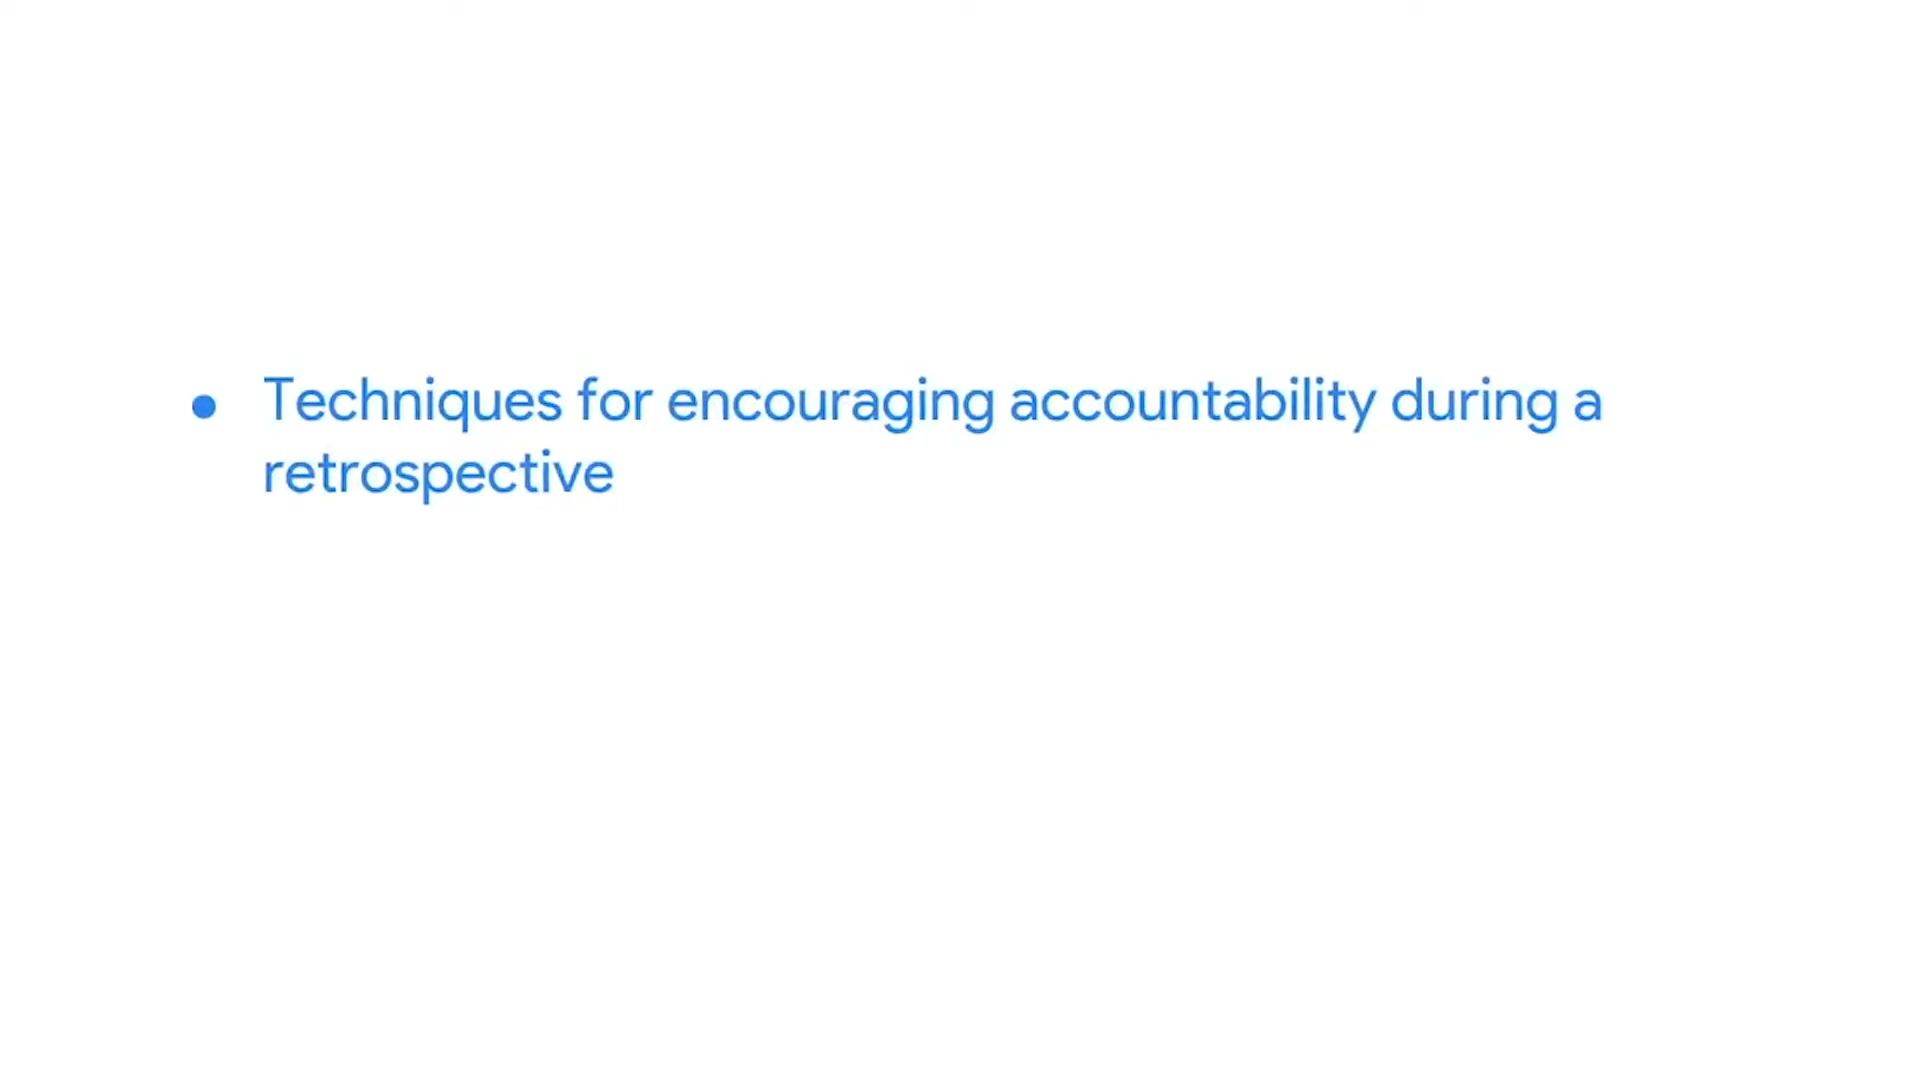 • Techniques for encouraging accountability during a
retrospective